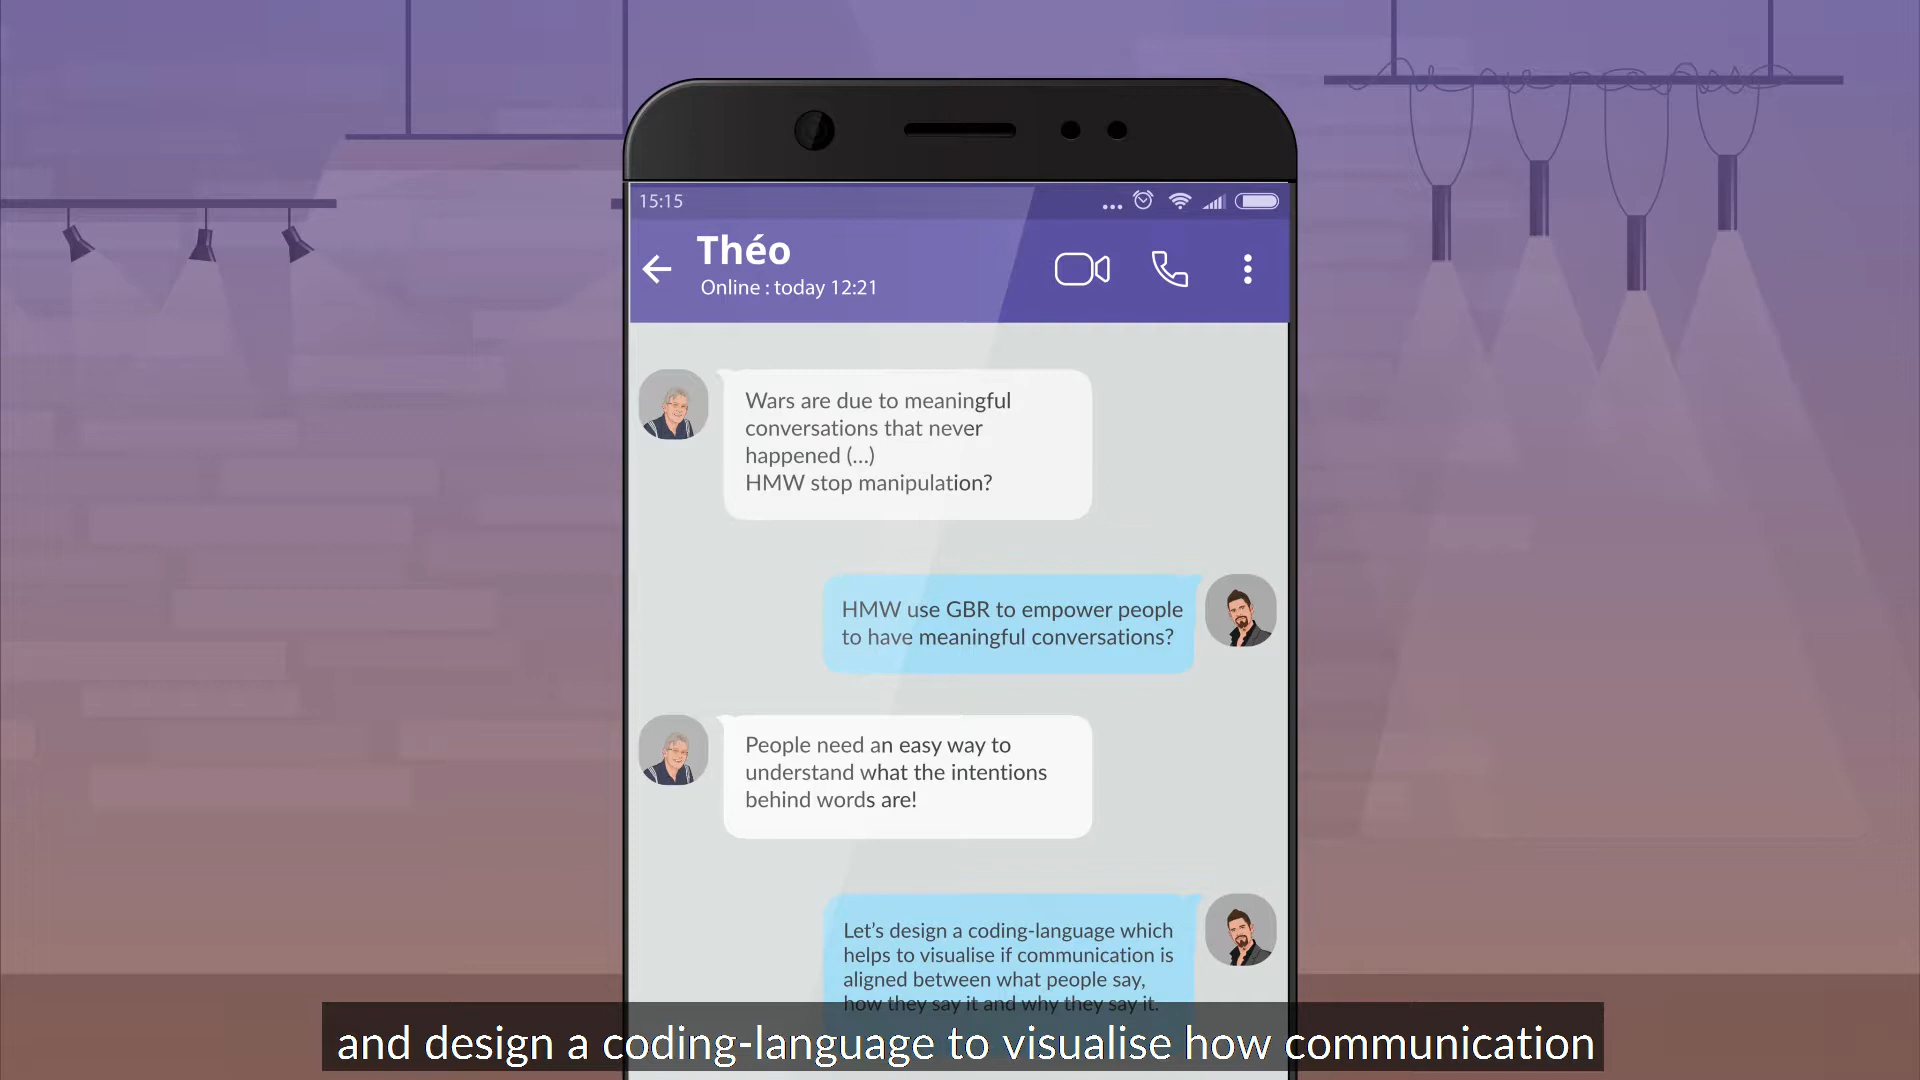 15:15
Théo
Online : today 12:21
Wars are due to meaningful
conversations that never
happened (...)
HMW stop manipulation?
HMW use GBR to empower people
to have meaningful conversations?
People need an easy way to
understand what the intentions
behind words are!
Let's design a coding-language which
helps to visualise if communication is
aligned between what people say,
how they say it and why they say it.
and design a coding-language to visualise how communication